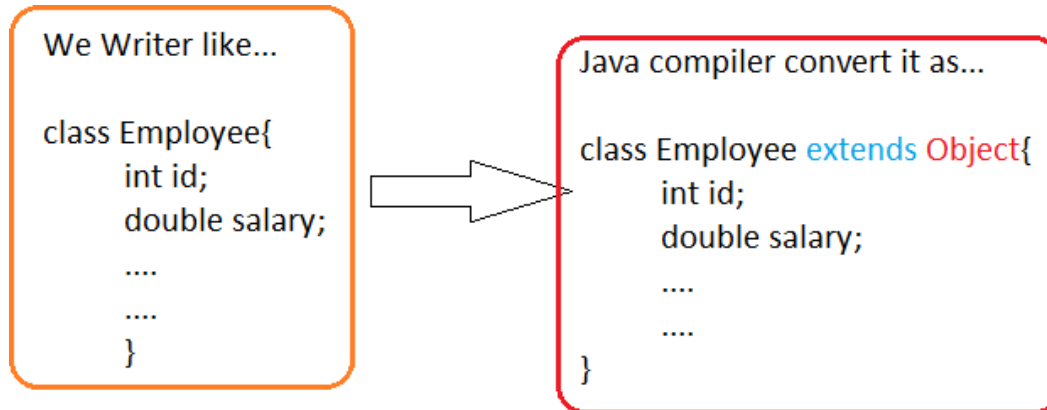 We Writer like...
class Employee{
int id;
double salary;
....
....
}
Java compiler convert it as...
class Employee extends Object{
int id;
double salary;
....
....
}